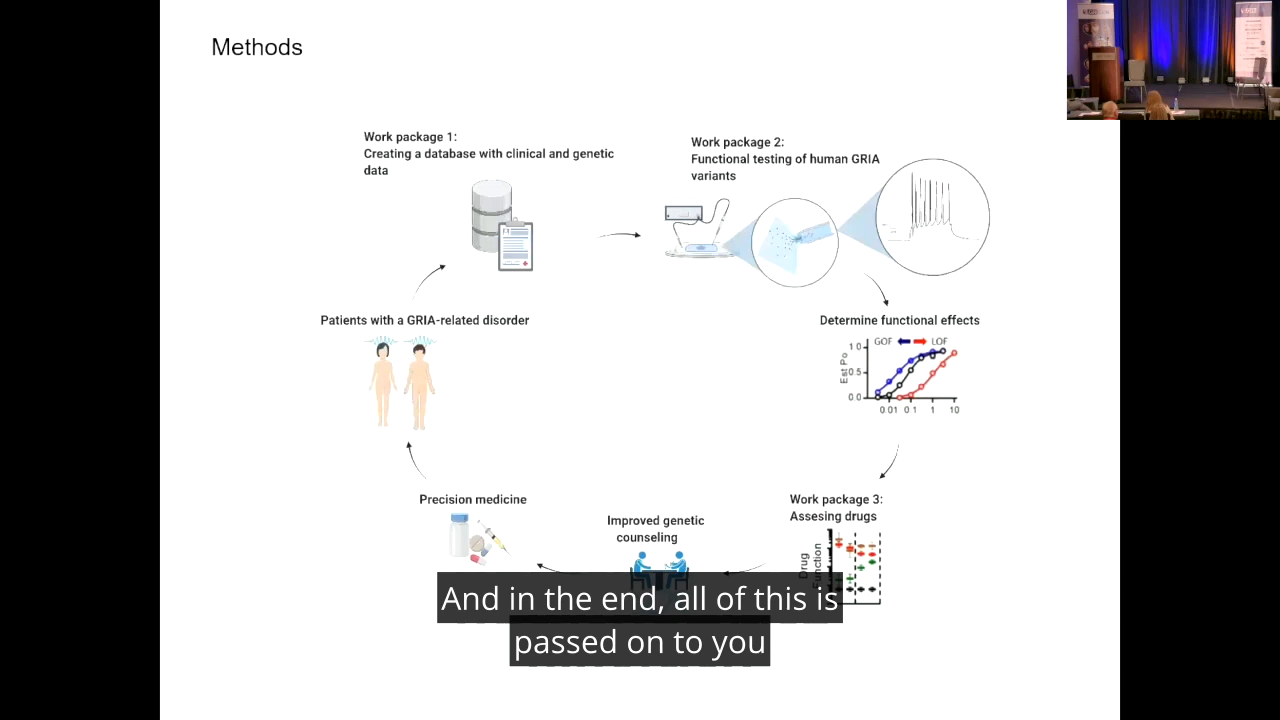 Methods
Work package 1:
Creating a database with clinical and genetic
data
Work package 2:
Functional testing of human GRIA
variants
Patients with a GRIA-related disorder
Determine functional effects
GOF
LOF
Est Po
1 0
0.5
0.0
0 01 0.1 1 10
Precision medicine
Improved genetic
counseling
Work package 3:
Assesing drugs
Drug
Function
And in the end, all of this is
passed on to you